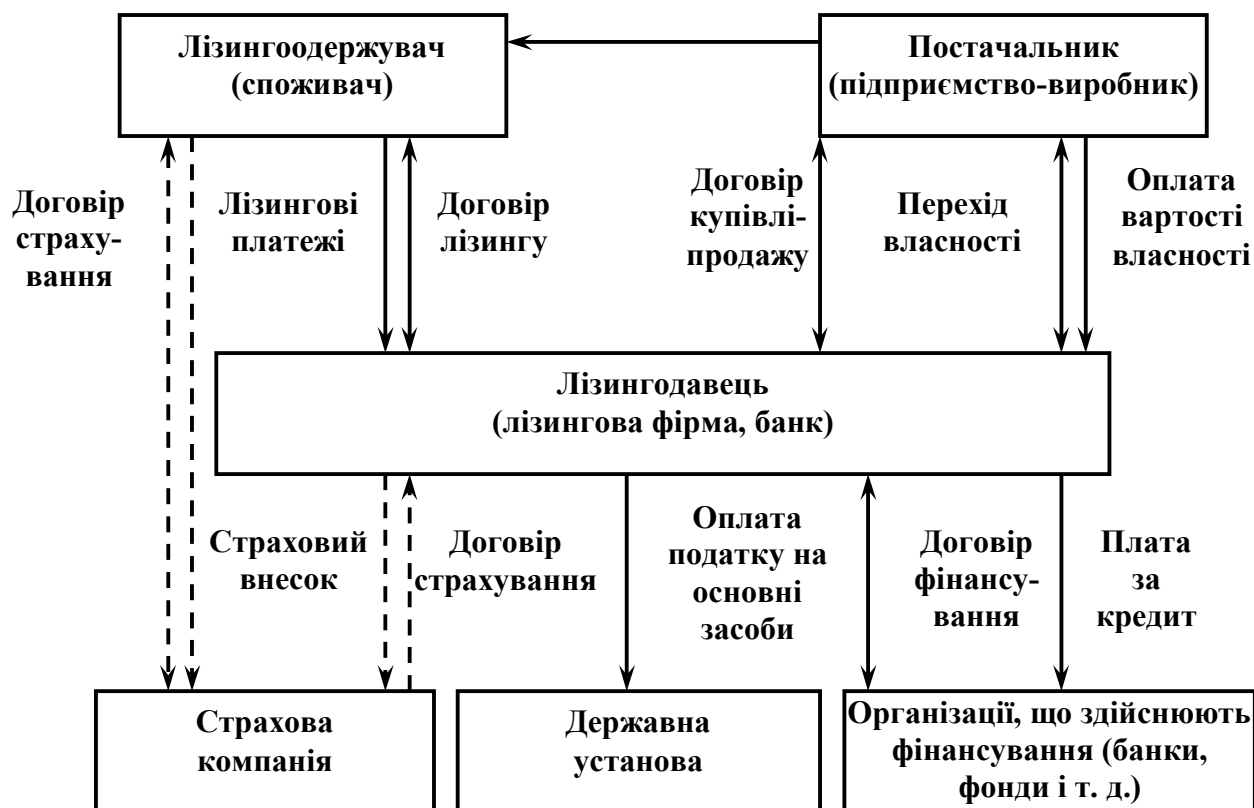 Лізингоодержувач
(споживач)
Постачальник
(підприємство-виробник)
Договір
страху-
вання
Лізингові
платежі
Договір
лізингу
Договір
купівлі-
продажу
Перехід
власності
Оплата
вартості
власності
Лізингодавець
(лізингова фірма, банк)
Страховий
внесок
Договір
страхування
Оплата
податку на
основні
засоби
Договір
фінансу-
вання
Плата
за
кредит
Страхова
компанія
Державна
установа
Організації, що здійснюють
фінансування (банки,
фонди і т. д.)